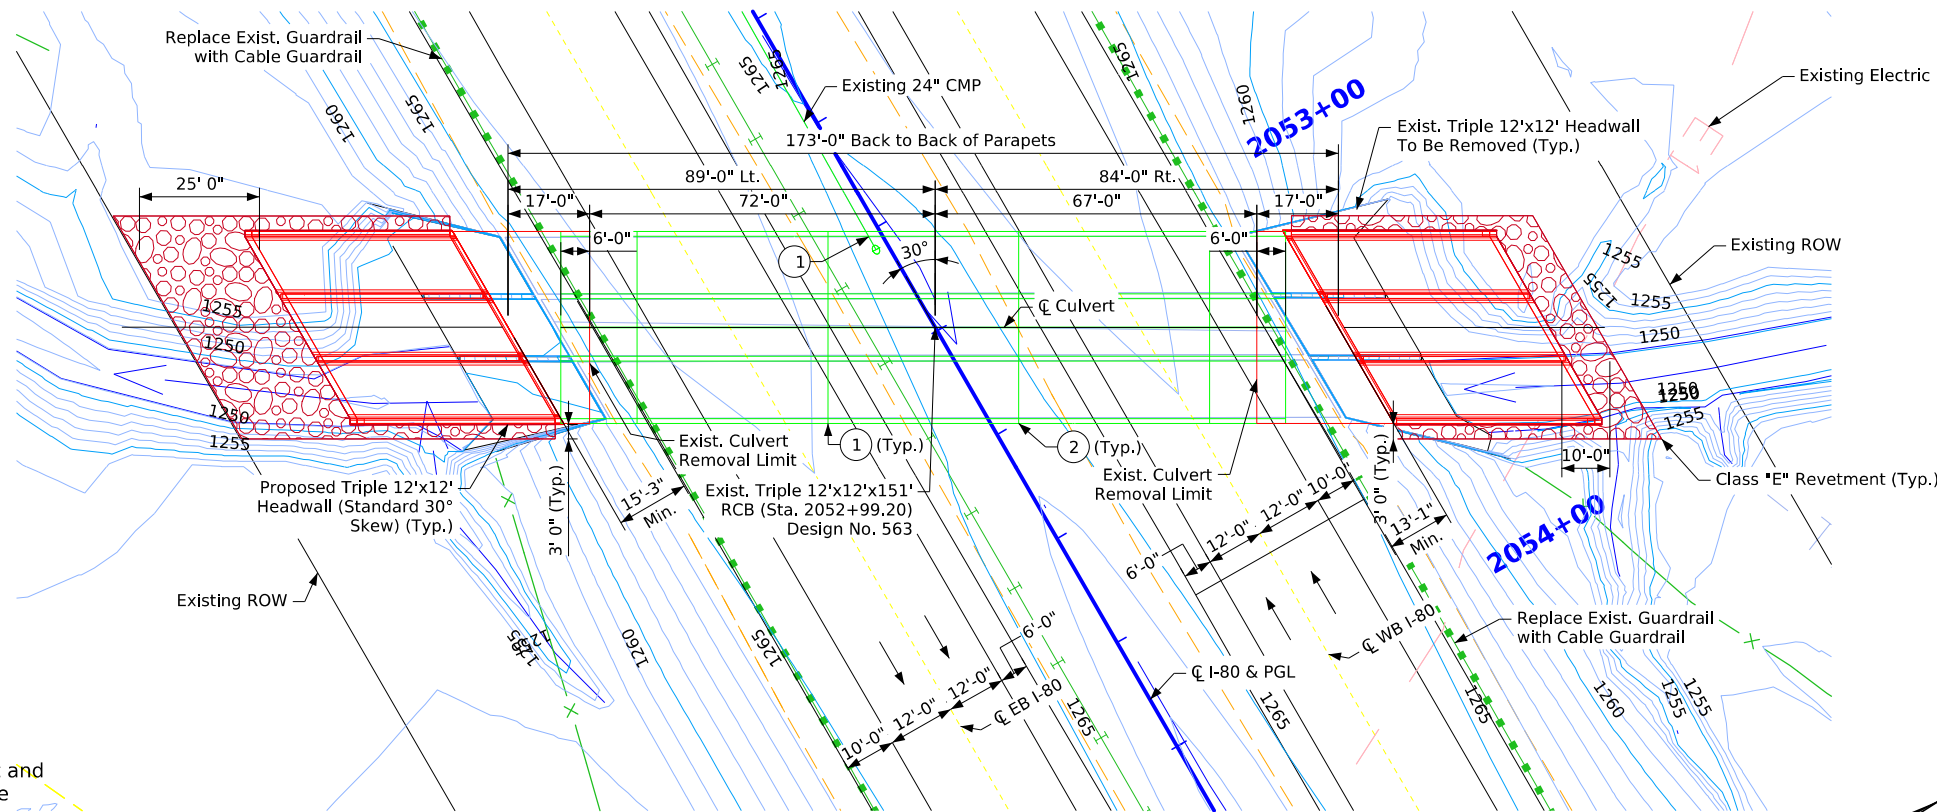 Replace Exist. Guardrail
with Cable Guardrail
Existing 24" CMP
2053+00
Existing Electric
E
Exist. Triple 12'x12' Headwall
To Be Removed (Typ.)
173'-0" Back to Back of Parapets
89'-0" Lt.
84'-0" Rt.
25' 0"
17'-0"
72'-0"
67'-0"
17'-0"
6'-0"
6'-0"
1
30°
Existing ROW
℄ Culvert
1260
1265
1265
1265
1265
1260
1255
1255
1255
1255
1250
1250
1250
1250
1250
1255
1255
Exist. Culvert
Removal Limit
1 (Typ.)
2 (Typ.)
Exist. Culvert
Removal Limit
Proposed Triple 12'x12'
Headwall (Standard 30°
Skew) (Typ.)
3' 0" (Typ.)
15'-3"
Min.
Exist. Triple 12'x12'x151'
RCB (Sta. 2052+99.20)
Design No. 563
3' 0" (Typ.)
10'-0"
Class "E" Revetment (Typ.)
6'-0"
12'-0"
12'-0"
10'-0"
13'-1"
Min.
2054+00
Existing ROW
Replace Exist. Guardrail
with Cable Guardrail
℄ WB I-80
℄ I-80 & PGL
℄ EB I-80
10'-0"
12'-0"
12'-0"
6'-0"
1260
1265
1265
1265
1265
1260
1255
1255
and
e